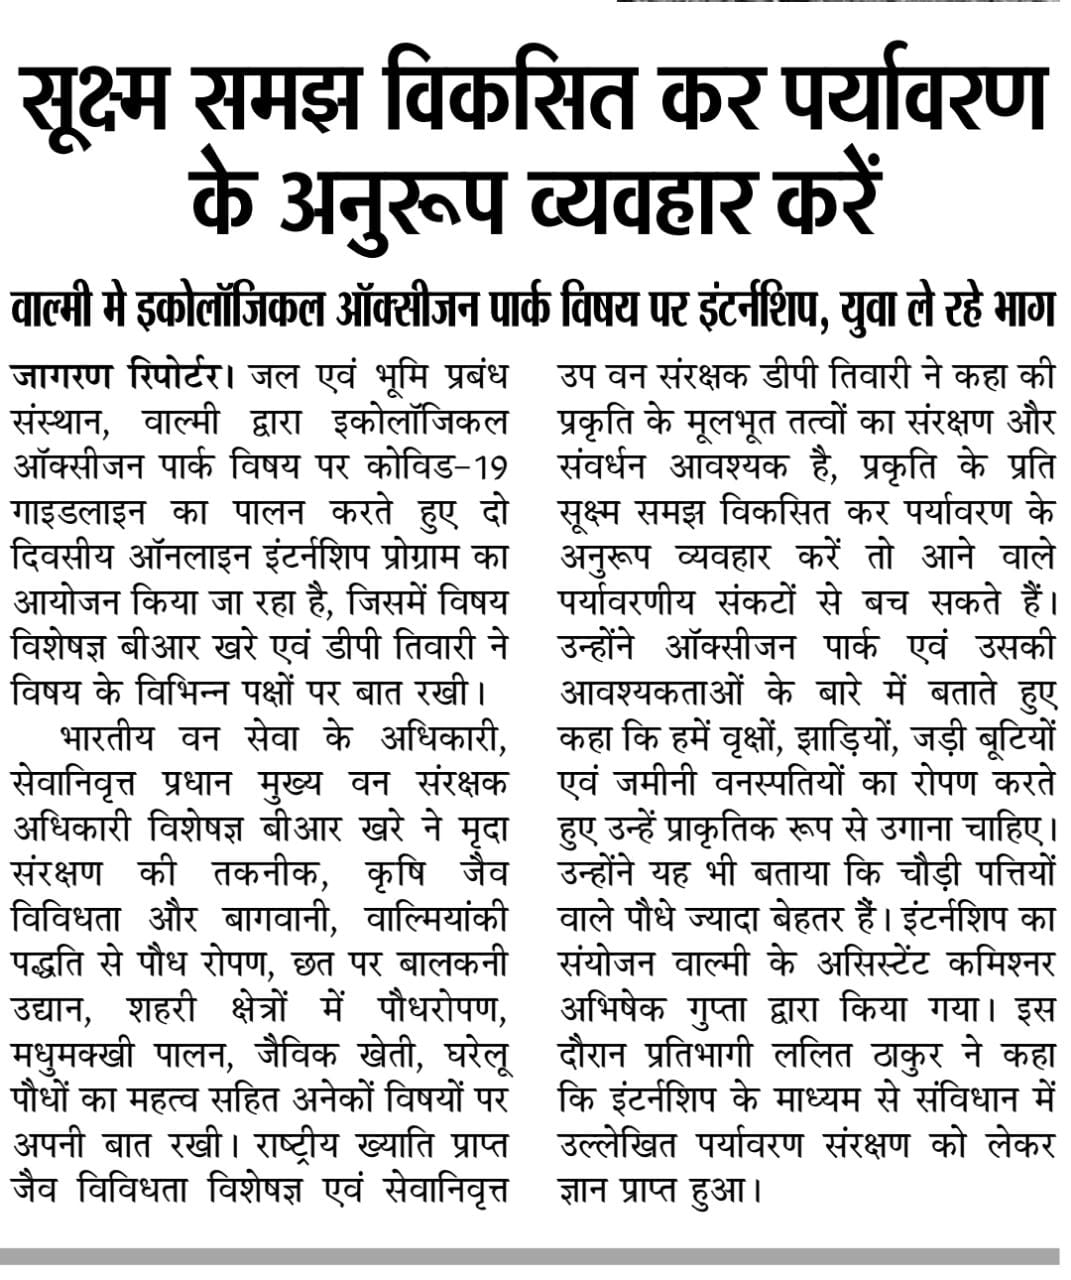 सूक्ष्म समझ विकसित कर पर्यावरण
के अनुरूप व्यवहार करें
वाल्मी मे इकोलॉजिकल ऑक्सीजन पार्क विषय पर इंटर्नशिप, युवा ले रहे भाग
जागरण रिपोर्टर। जल एवं भूमि प्रबंध
संस्थान, वाल्मी द्वारा इकोलॉजिकल
ऑक्सीजन पार्क विषय पर कोविड-19
गाइडलाइन का पालन करते हुए दो
दिवसीय ऑनलाइन इंटर्नशिप प्रोग्राम का
आयोजन किया जा रहा है, जिसमें विषय
विशेषज्ञ बीआर खरे एवं डीपी तिवारी ने
विषय के विभिन्न पक्षों पर बात रखी।
भारतीय वन सेवा के अधिकारी,
सेवानिवृत्त प्रधान मुख्य वन संरक्षक
अधिकारी विशेषज्ञ बीआर खरे ने मृदा
संरक्षण की तकनीक, कृषि जैव
विविधता और बागवानी, वाल्मियांकी
पद्धति से पौध रोपण, छत पर बालकनी
उद्यान, शहरी क्षेत्रों में पौधरोपण,
मधुमक्खी पालन, जैविक खेती, घरेलू
पौधों का महत्व सहित अनेकों विषयों पर
अपनी बात रखी। राष्ट्रीय ख्याति प्राप्त
जैव विविधता विशेषज्ञ एवं सेवानिवृत्त
उप वन संरक्षक डीपी तिवारी ने कहा की
प्रकृति के मूलभूत तत्वों का संरक्षण और
संवर्धन आवश्यक है, प्रकृति के प्रति
सूक्ष्म समझ विकसित कर पर्यावरण के
अनुरूप व्यवहार करें तो आने वाले
पर्यावरणीय संकटों से बच सकते हैं।
उन्होंने ऑक्सीजन पार्क एवं उसकी
आवश्यकताओं के बारे में बताते हुए
कहा कि हमें वृक्षों, झाड़ियों, जड़ी बूटियों
एवं जमीनी वनस्पतियों का रोपण करते
हुए उन्हें प्राकृतिक रूप से उगाना चाहिए।
उन्होंने यह भी बताया कि चौड़ी पत्तियों
वाले पौधे ज्यादा बेहतर हैं। इंटर्नशिप का
संयोजन वाल्मी के असिस्टेंट कमिश्नर
अभिषेक गुप्ता द्वारा किया गया। इस
दौरान प्रतिभागी ललित ठाकुर ने कहा
कि इंटर्नशिप के माध्यम से संविधान में
उल्लेखित पर्यावरण संरक्षण को लेकर
ज्ञान प्राप्त हुआ।